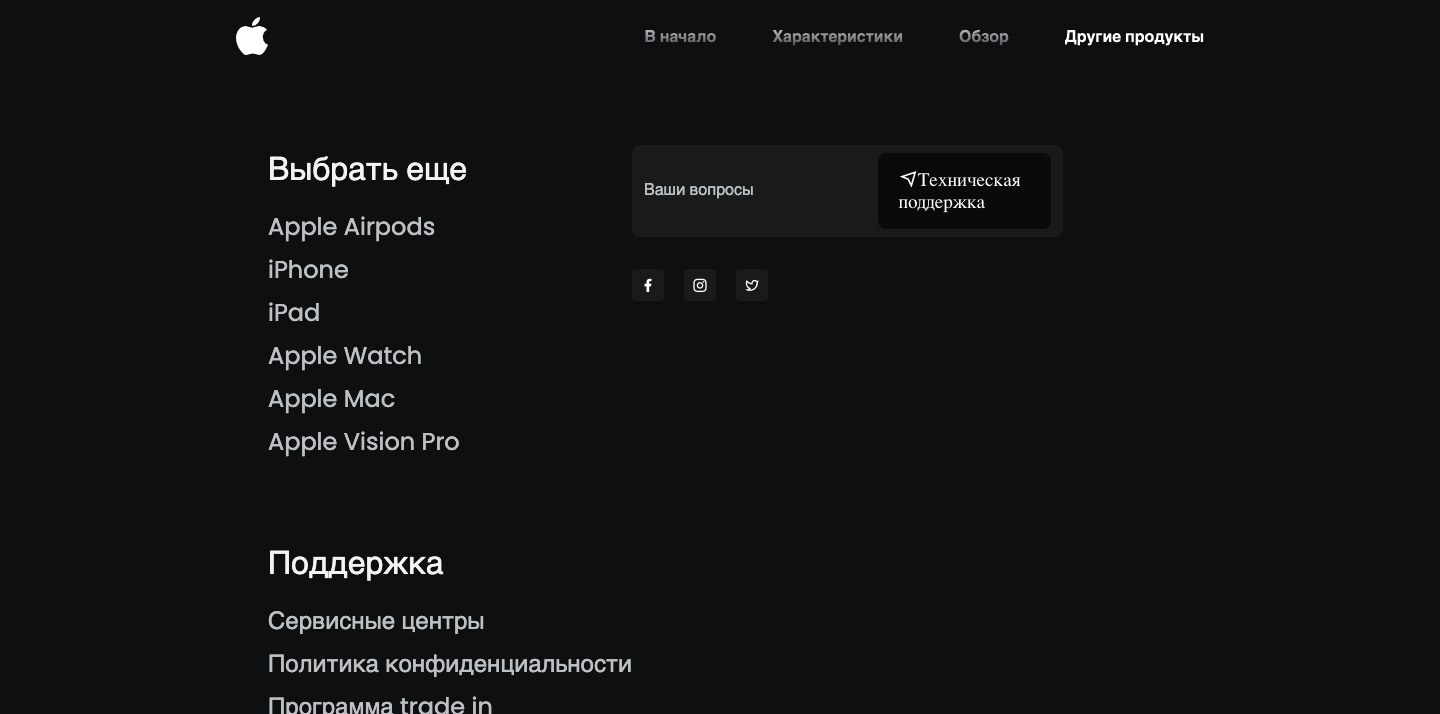 В начало
Характеристики
Обзор
Другие продукты
Выбрать еще
Apple Airpods
iPhone
iPad
Apple Watch
Apple Mac
Apple Vision Pro
Ваши вопросы
Техническая
поддержка
Поддержка
Сервисные центры
Политика конфиденциальности
Программа trade in